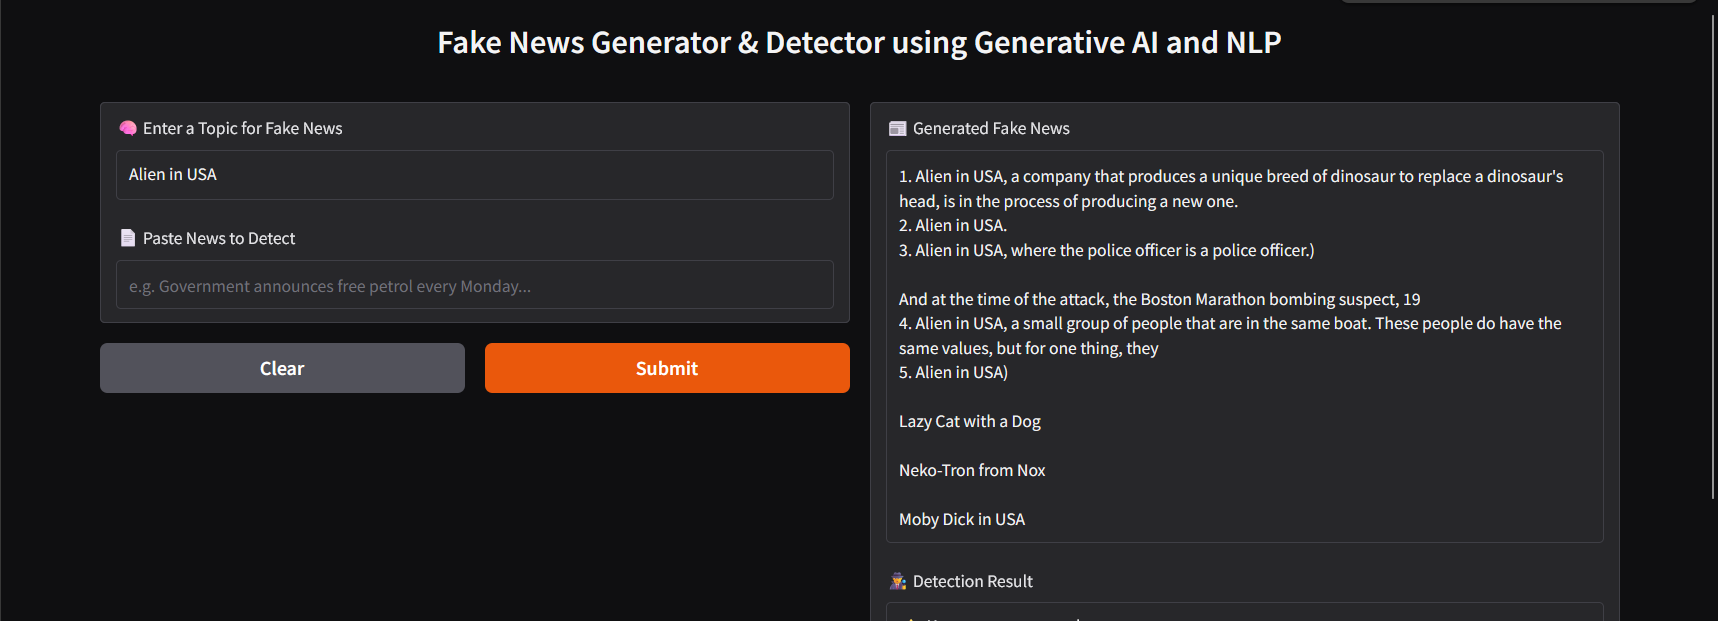 Fake News Generator & Detector using Generative AI and NLP
🧠 Enter a Topic for Fake News
Alien in USA
📄 Paste News to Detect
e.g. Government announces free petrol every Monday...
Clear
Submit
📰 Generated Fake News
1. Alien in USA, a company that produces a unique breed of dinosaur to replace a dinosaur's
head, is in the process of producing a new one.
2. Alien in USA.
3. Alien in USA, where the police officer is a police officer.)
And at the time of the attack, the Boston Marathon bombing suspect, 19
4. Alien in USA, a small group of people that are in the same boat. These people do have the
same values, but for one thing, they
5. Alien in USA)
Lazy Cat with a Dog
Neko-Tron from Nox
Moby Dick in USA
🕵️ Detection Result